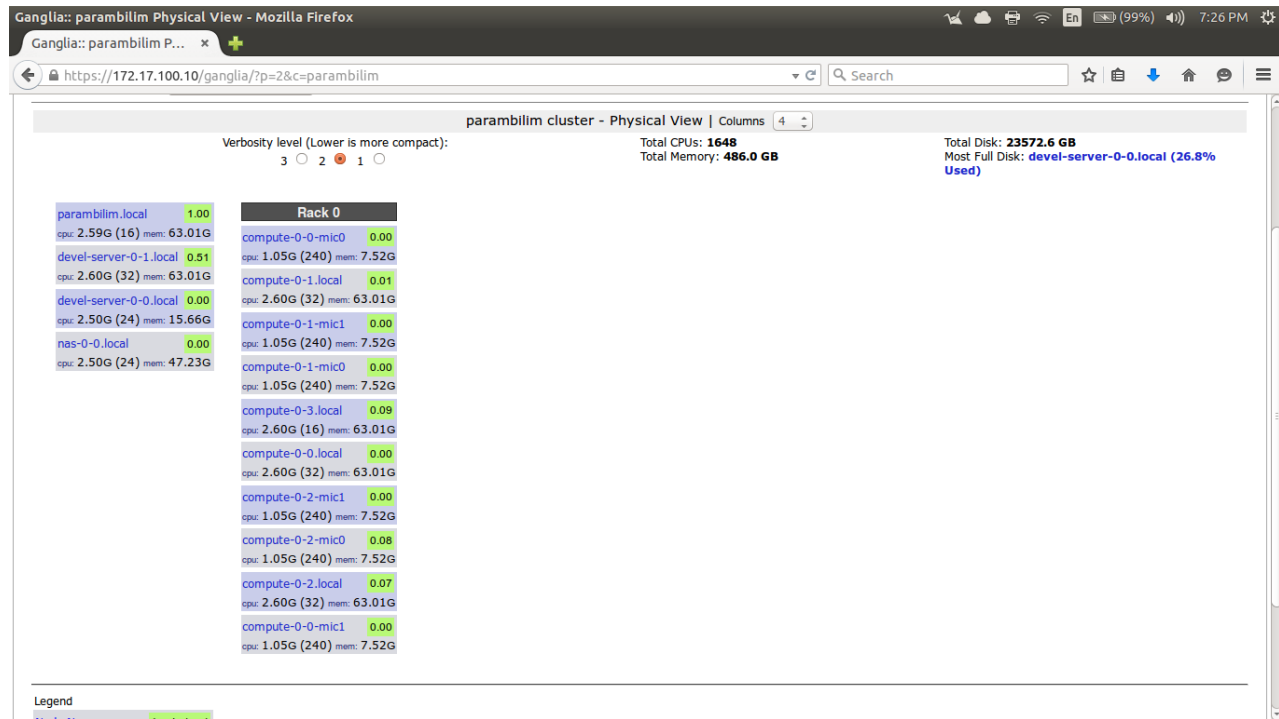 Ganglia:: parambilim Physical View - Mozilla Firefox
En (99%) 7:26 PM
Ganglia:: parambilim P... ×
https://172.17.100.10/ganglia/?p=2&c=parambilim
Search
parambilim cluster - Physical View | Columns 4
Verbosity level (Lower is more compact):
3 2 1
Total CPUs: 1648
Total Memory: 486.0 GB
Total Disk: 23572.6 GB
Most Full Disk: devel-server-0-0.local (26.8%
Used)
parambilim.local 1.00
cpu: 2.59G (16) mem: 63.01G
devel-server-0-1.local 0.51
cpu: 2.60G (32) mem: 63.01G
devel-server-0-0.local 0.00
cpu: 2.50G (24) mem: 15.66G
nas-0-0.local 0.00
cpu: 2.50G (24) mem: 47.23G
Rack 0
compute-0-0-mic0 0.00
cpu: 1.05G (240) mem: 7.52G
compute-0-1.local 0.01
cpu: 2.60G (32) mem: 63.01G
compute-0-1-mic1 0.00
cpu: 1.05G (240) mem: 7.52G
compute-0-1-mic0 0.00
cpu: 1.05G (240) mem: 7.52G
compute-0-3.local 0.09
cpu: 2.60G (16) mem: 63.01G
compute-0-0.local 0.00
cpu: 2.60G (32) mem: 63.01G
compute-0-2-mic1 0.00
cpu: 1.05G (240) mem: 7.52G
compute-0-2-mic0 0.08
cpu: 1.05G (240) mem: 7.52G
compute-0-2.local 0.07
cpu: 2.60G (32) mem: 63.01G
compute-0-0-mic1 0.00
cpu: 1.05G (240) mem: 7.52G
Legend